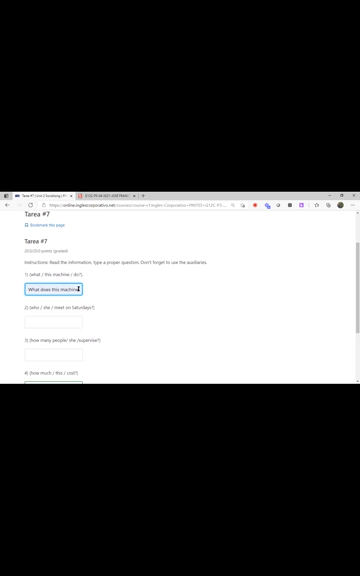 Tarea #7
Bookmark this page
Tarea #7
20.0/20.0 points (graded)
Instructions: Read the information, type a proper question. Don't forget to use the auxiliaries.
1) (what / this machine / do?).
What does this machine
2) (who / she / meet on Saturdays?)
3) (how many people/ she /supervise?)
4) (how much / this / cost?)